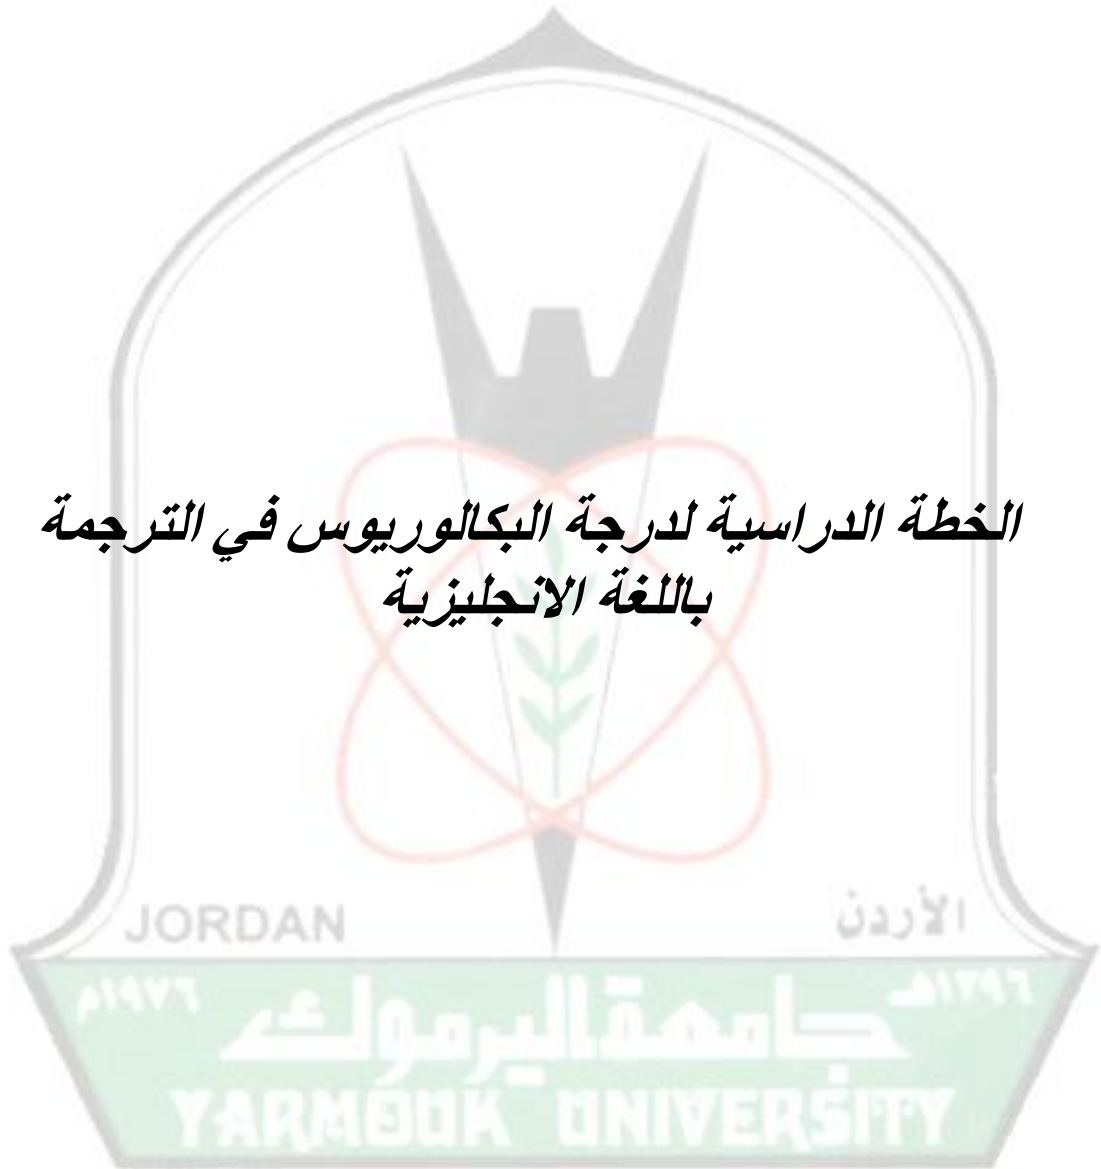 الخطة الدراسية لدرجة البكالوريوس في الترجمة
باللغة الانجليزية
JORDAN الأردن
١٩٧٦م ١٣٩٦هـ
جامعة اليرموك
YARMOUK UNIVERSITY